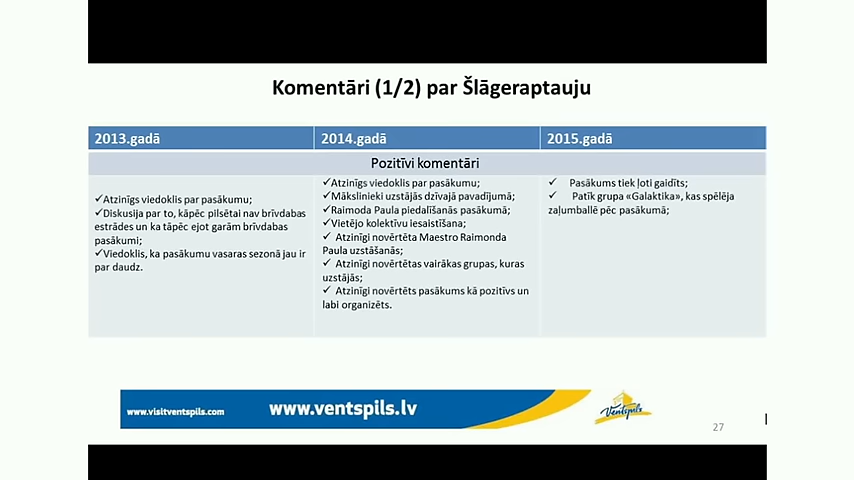 Komentāri (1/2) par Šlāgeraptauju
2013.gadā
2014.gadā
2015.gadā
Pozitīvi komentāri
✓Atzinīgs viedoklis par pasākumu;
✓Diskusija par to, kāpēc pilsētai nav brīvdabas
estrādes un ka tāpēc ejot garām brīvdabas
pasākumi;
✓Viedoklis, ka pasākumu vasaras sezonā jau ir
par daudz.
✓Atzinīgs viedoklis par pasākumu;
✓Mākslinieki uzstājās dzīvajā pavadījumā;
✓Raimoda Paula piedalīšanās pasākumā;
✓Vietējo kolektīvu iesaistīšana;
✓ Atzinīgi novērtēta Maestro Raimonda
Paula uzstāšanās;
✓ Atzinīgi novērtētas vairākas grupas, kuras
uzstājās;
✓ Atzinīgi novērtēts pasākums kā pozitīvs un
labi organizēts.
✓ Pasākums tiek ļoti gaidīts;
✓ Patīk grupa «Galaktika», kas spēlēja
zaļumballē pēc pasākumā;
www.visitventspils.com
www.ventspils.lv
Ventspils
27